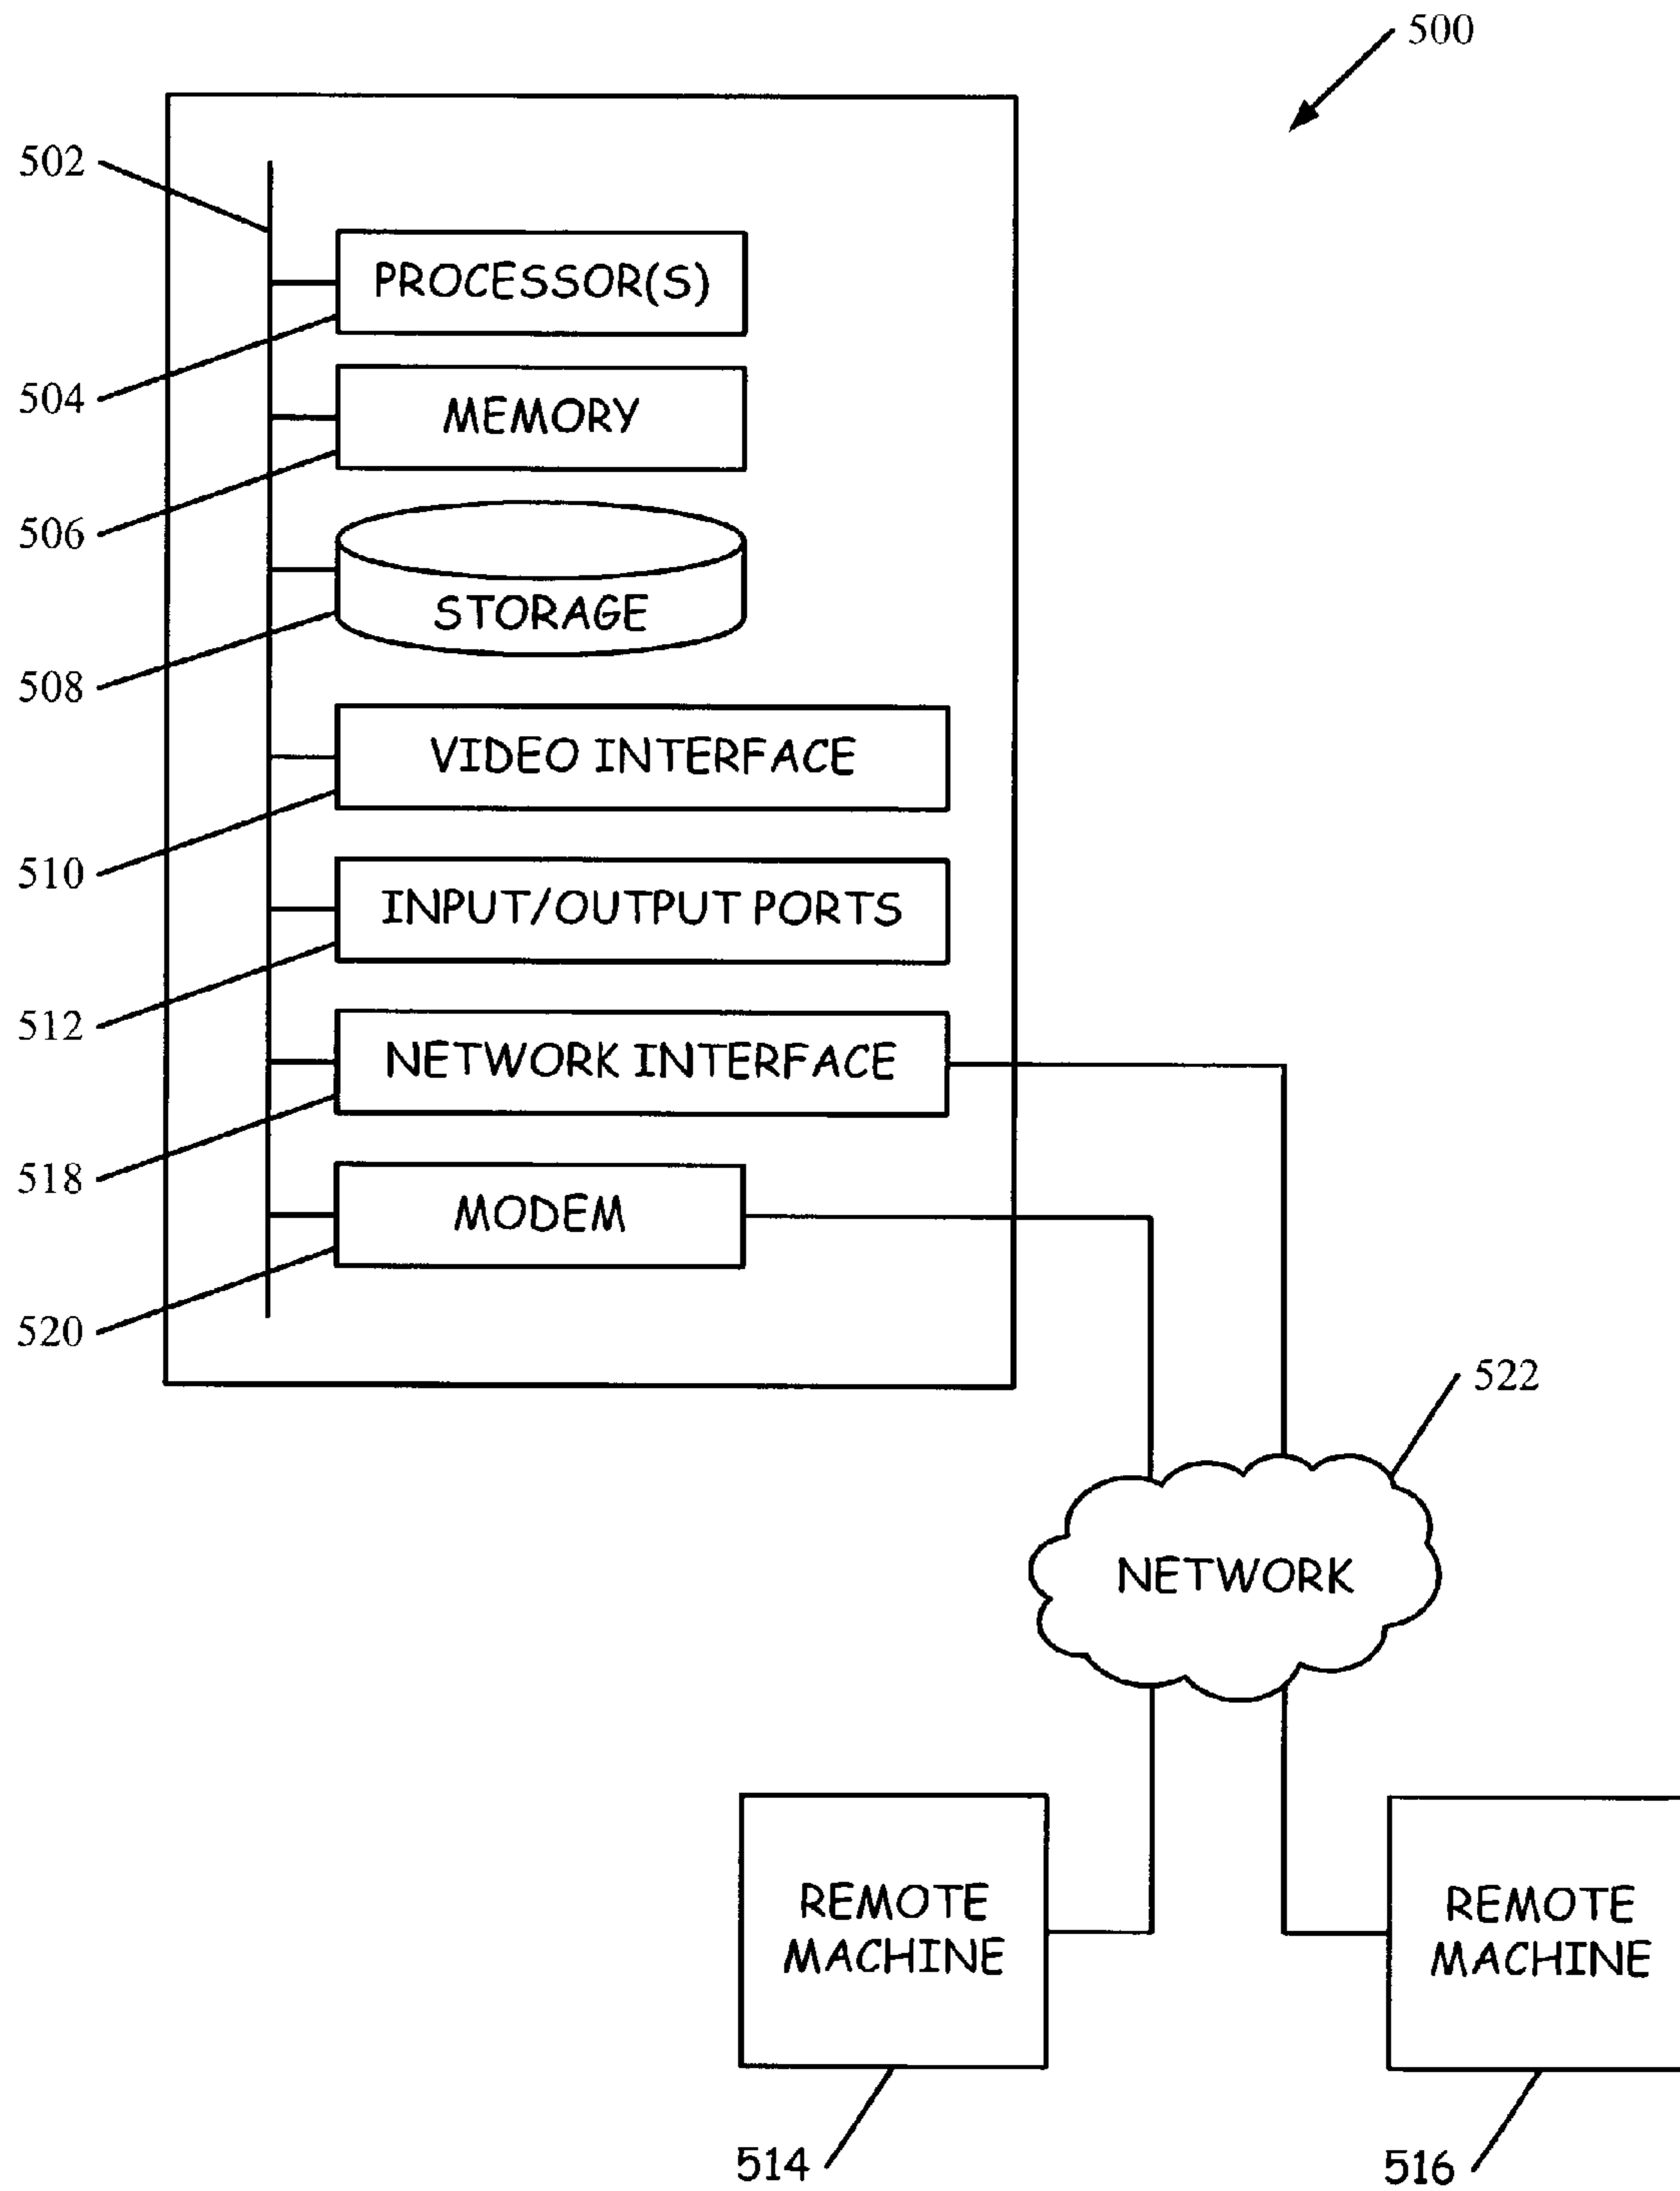 500
502
PROCESSOR(S)
504
MEMORY
506
STORAGE
508
VIDEO INTERFACE
510
INPUT/OUTPUT PORTS
512
NETWORK INTERFACE
518
MODEM
520
522
NETWORK
REMOTE
MACHINE
REMOTE
MACHINE
514
516